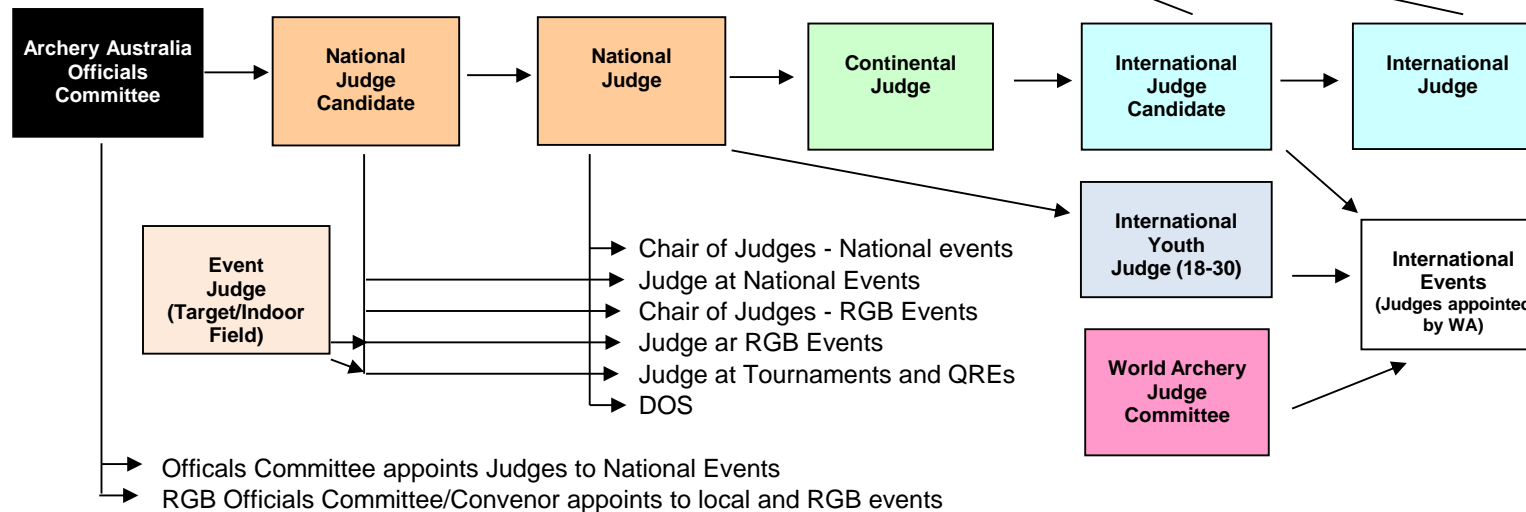 Archery Australia
Officials
Committee
National
Judge
Candidate
National
Judge
Continental
Judge
International
Judge
Candidate
International
Judge
Event
Judge
(Target/Indoor
Field)
Chair of Judges - National events
Judge at National Events
Chair of Judges - RGB Events
Judge ar RGB Events
Judge at Tournaments and QREs
DOS
International
Youth
Judge (18-30)
International
Events
(Judges appointed
by WA)
World Archery
Judge
Committee
Officals Committee appoints Judges to National Events
RGB Officials Committee/Convenor appoints to local and RGB events